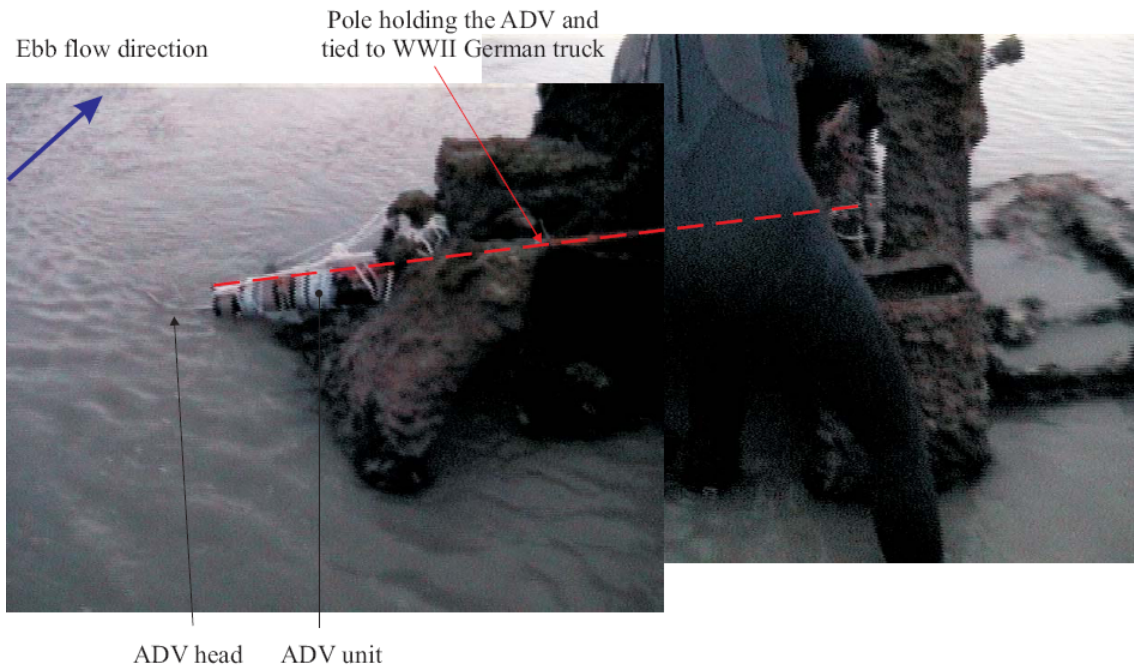 Pole holding the ADV and
tied to WWII German truck
Ebb flow direction
ADV head
ADV unit